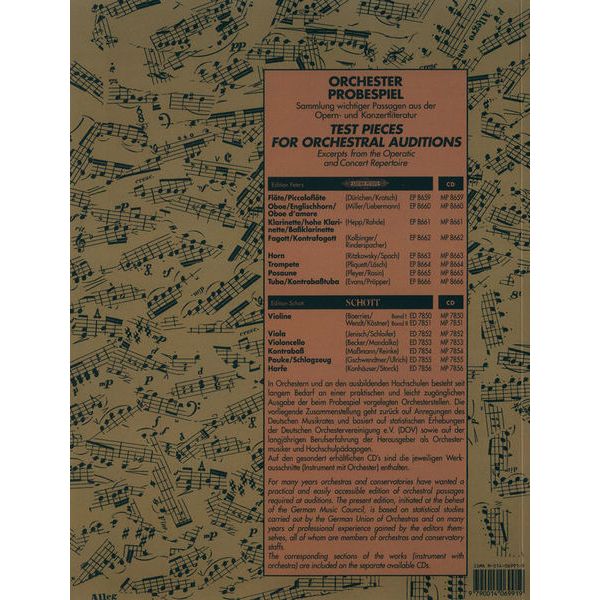 ORCHESTER
PROBESPIEL
Sammlung wichtiger Passagen aus der
Opern- und Konzertliteratur
TEST PIECES
FOR ORCHESTRAL AUDITIONS
Excerpts from the Operatic
and Concert Repertoire
Edition Peters CD
Flöte/Piccoloflöte (Dürichen/Kratsch) EP 8659 MP 8659
Oboe/Englischhorn/ (Miller/Liebermann) EP 8660 MP 8660
Oboe d'amore
Klarinette/hohe Klari- (Hepp/Rohde) EP 8661 MP 8661
nette/Baßklarinette
Fagott/Kontrafagott (Kolbinger/ EP 8662 MP 8662
Rinderspacher)
Horn (Ritzkowsky/Spach) EP 8663 MP 8663
Trompete (Pliquett/Lösch) EP 8664 MP 8664
Posaune (Pleyer/Rosin) EP 8665 MP 8665
Tuba/Kontrabaßtuba (Evans/Pröpper) EP 8666 MP 8666
Edition Schott SCHOTT CD
Violine (Boerries/ Band I ED 7850 MP 7850
Wendt/Köstner) Band II ED 7851 MP 7851
Viola (Jenisch/Schloifer) ED 7852 MP 7852
Violoncello (Becker/Mandalka) ED 7853 MP 7853
Kontrabaß (Maßmann/Reinke) ED 7854 MP 7854
Pauke/Schlagzeug (Gschwendtner/Ulrich) ED 7855 MP 7855
Harfe (Konhäuser/Storck) ED 7856 MP 7856
In Orchestern und an den ausbildenden Hochschulen besteht seit
langem Bedarf an einer praktischen und leicht zugänglichen
Ausgabe der beim Probespiel vorgelegten Orchesterstellen. Die
vorliegende Zusammenstellung geht zurück auf Anregungen des
Deutschen Musikrates und basiert auf statistischen Erhebungen
der Deutschen Orchestervereinigung e.V. (DOV) sowie auf der
langjährigen Berufserfahrung der Herausgeber als Orchester-
musiker und Hochschulpädagogen.
Auf den gesondert erhältlichen CD's sind die jeweiligen Werk-
ausschnitte (Instrument mit Orchester) enthalten.
For many years orchestras and conservatories have wanted a
practical and easily accessible edition of orchestral passages
required at auditions. The present edition, initiated at the behest
of the German Music Council, is based on statistical studies
carried out by the German Union of Orchestras and on many
years of professional experience gained by the editors them-
selves, all of whom are members of orchestras and conservatory
staffs.
The corresponding sections of the works (instrument with
orchestra) are included on the separate available CDs.
Alleg
9 790014 069919